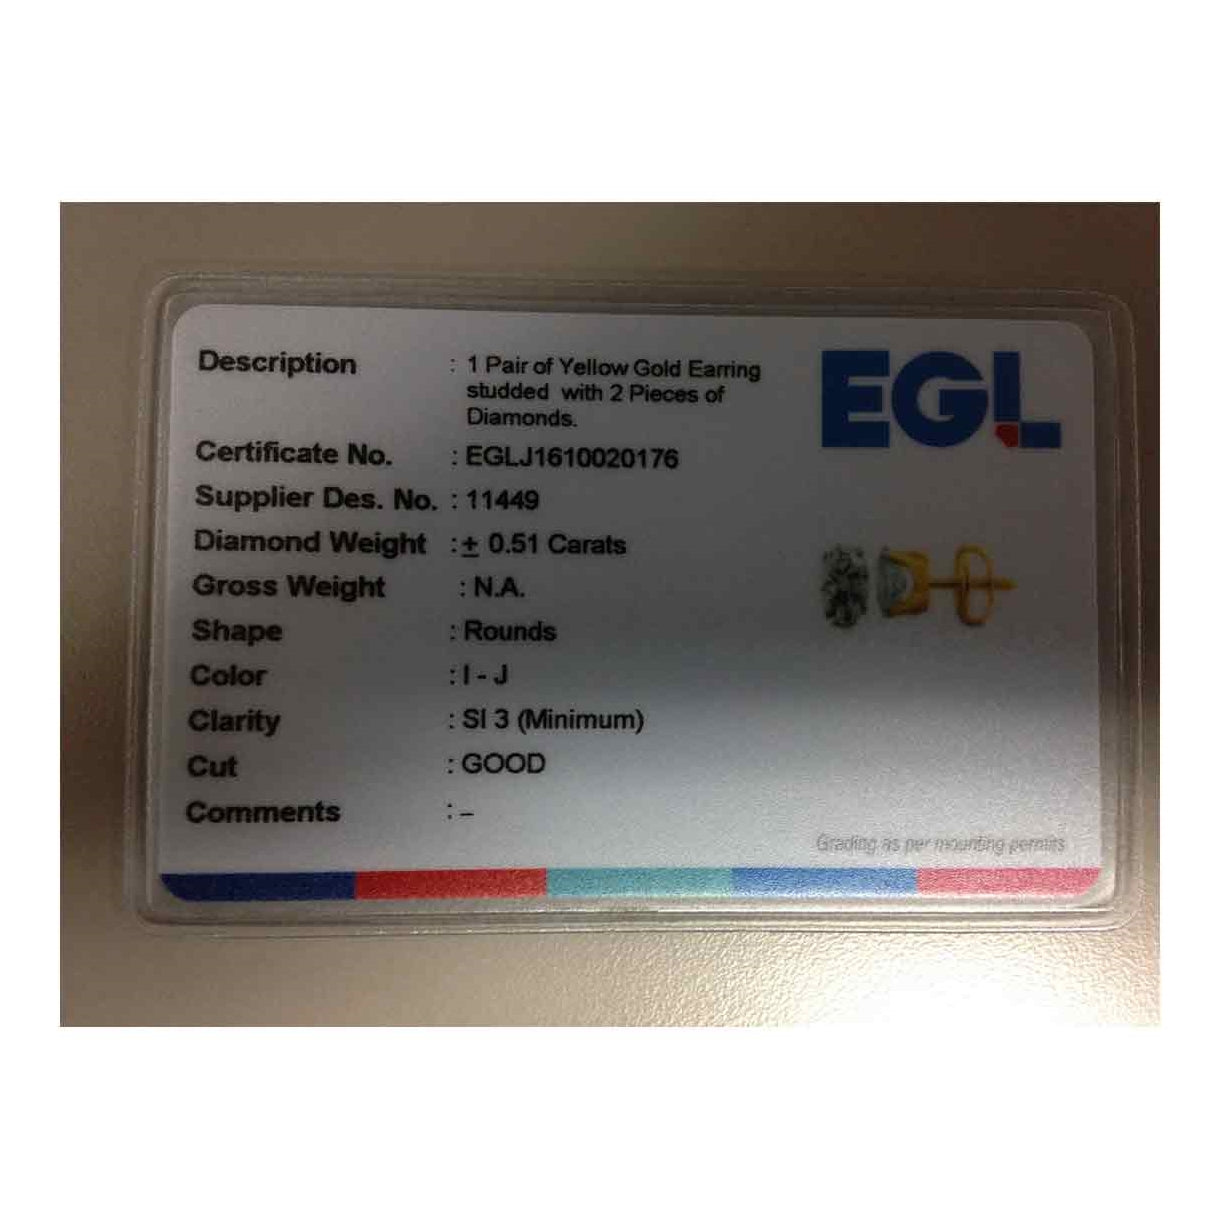 EGL
Description : 1 Pair of Yellow Gold Earring
studded with 2 Pieces of
Diamonds.
Certificate No. : EGLJ1610020176
Supplier Des. No. : 11449
Diamond Weight : ± 0.51 Carats
Gross Weight : N.A.
Shape : Rounds
Color : I - J
Clarity : SI 3 (Minimum)
Cut : GOOD
Comments : –
Grading as per mounting permits